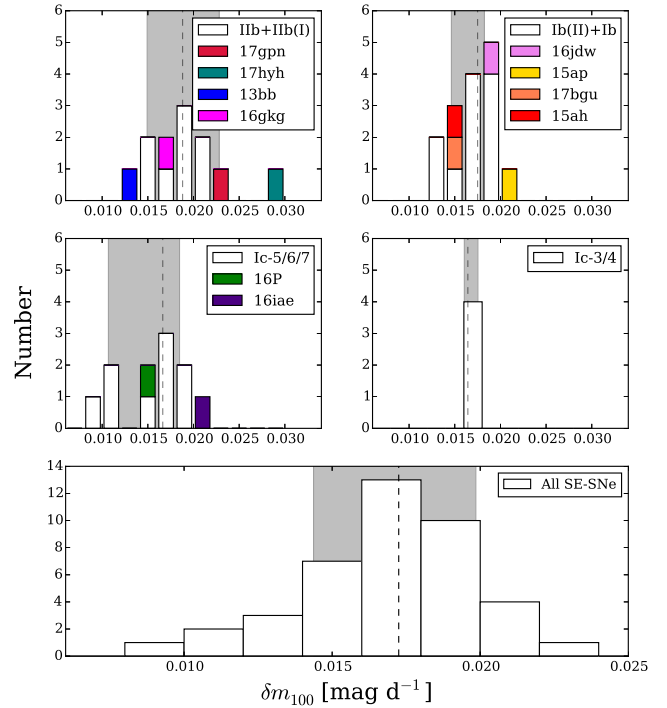 6
5
4
3
2
1
0
0.010 0.015 0.020 0.025 0.030
IIb+IIb(I)
17gpn
17hyh
13bb
16gkg
6
5
4
3
2
1
0
0.010 0.015 0.020 0.025 0.030
Ib(II)+Ib
16jdw
15ap
17bgu
15ah
Number
6
5
4
3
2
1
0
0.010 0.015 0.020 0.025 0.030
Ic-5/6/7
16P
16iae
6
5
4
3
2
1
0
0.010 0.015 0.020 0.025 0.030
Ic-3/4
14
12
10
8
6
4
2
0
0.010 0.015 0.020 0.025
All SE-SNe
δm₁₀₀ [mag d⁻¹]